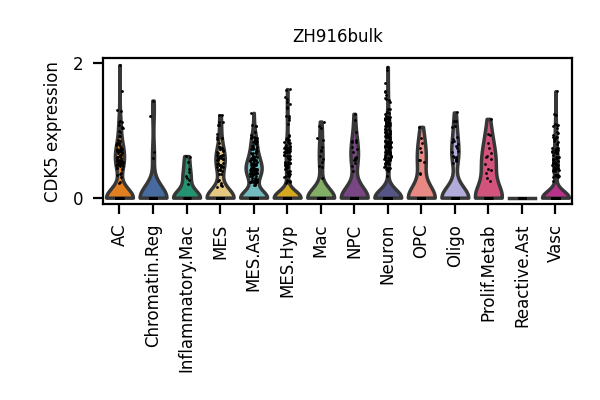 ZH916bulk
CDK5 expression
2
0
AC
Chromatin.Reg
Inflammatory.Mac
MES
MES.Ast
MES.Hyp
Mac
NPC
Neuron
OPC
Oligo
Prolif.Metab
Reactive.Ast
Vasc